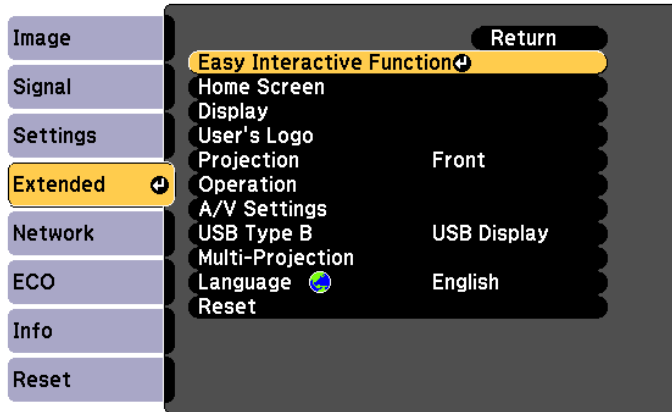 Image
Signal
Settings
Extended
Network
ECO
Info
Reset
Return
Easy Interactive Function
Home Screen
Display
User's Logo
Projection Front
Operation
A/V Settings
USB Type B USB Display
Multi-Projection
Language English
Reset